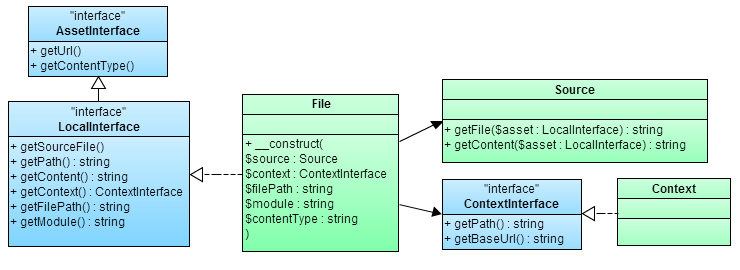 "interface"
AssetInterface
+ getUrl()
+ getContentType()
"interface"
LocalInterface
+ getSourceFile()
+ getPath() : string
+ getContent() : string
+ getContext() : ContextInterface
+ getFilePath() : string
+ getModule() : string
File
+ __construct(
$source : Source
$context : ContextInterface
$filePath : string
$module : string
$contentType : string
)
Source
+ getFile($asset : LocalInterface) : string
+ getContent($asset : LocalInterface) : string
"interface"
ContextInterface
+ getPath() : string
+ getBaseUrl() : string
Context